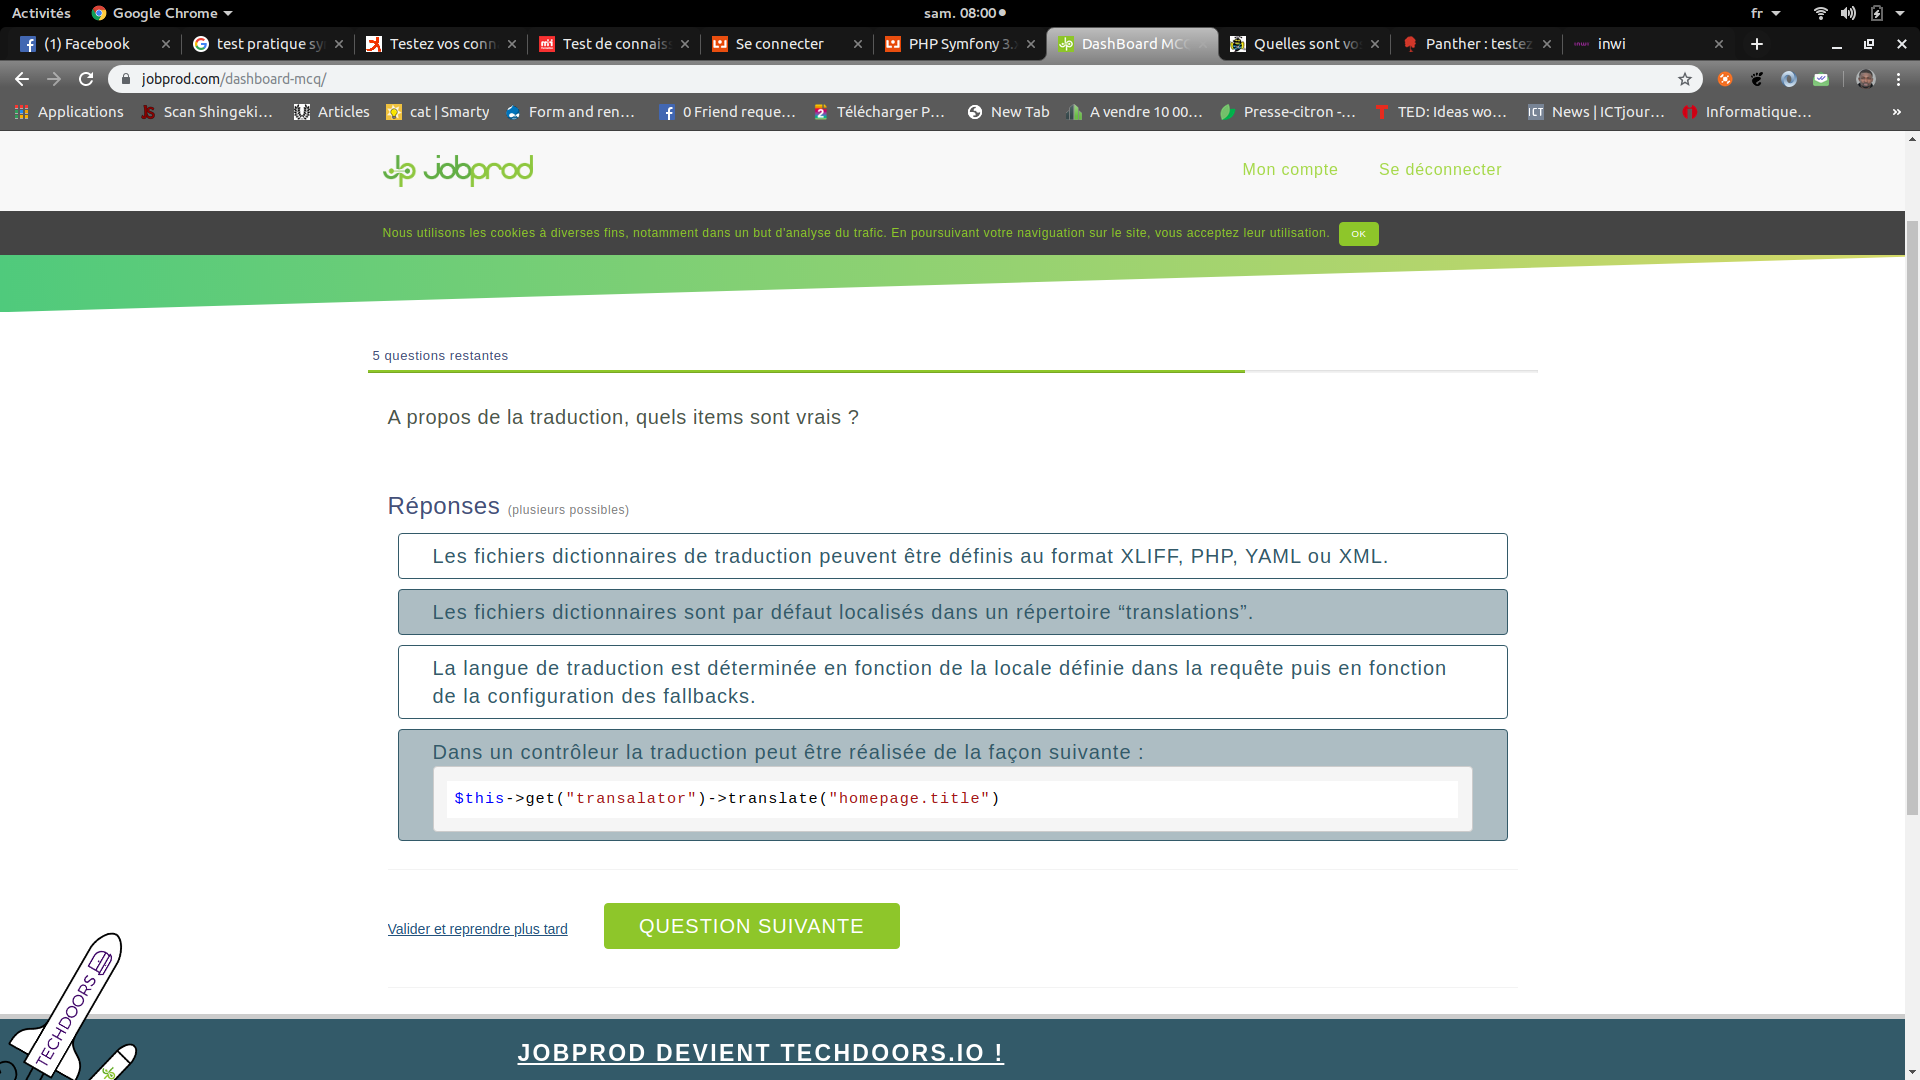 Activités Google Chrome sam. 08:00 fr
(1) Facebook test pratique sy Testez vos conn Test de connais Se connecter PHP Symfony 3. DashBoard MC Quelles sont vo Panther : testez inwi
jobprod.com/dashboard-mcq/
Applications Scan Shingeki… Articles cat | Smarty Form and ren… 0 Friend reque… Télécharger P… New Tab A vendre 10 00… Presse-citron -… TED: Ideas wo… News | ICTjour… Informatique… »
jobprod Mon compte Se déconnecter
Nous utilisons les cookies à diverses fins, notamment dans un but d'analyse du trafic. En poursuivant votre naviguation sur le site, vous acceptez leur utilisation. OK
5 questions restantes
A propos de la traduction, quels items sont vrais ?
Réponses (plusieurs possibles)
Les fichiers dictionnaires de traduction peuvent être définis au format XLIFF, PHP, YAML ou XML.
Les fichiers dictionnaires sont par défaut localisés dans un répertoire “translations”.
La langue de traduction est déterminée en fonction de la locale définie dans la requête puis en fonction
de la configuration des fallbacks.
Dans un contrôleur la traduction peut être réalisée de la façon suivante :
$this->get("transalator")->translate("homepage.title")
Valider et reprendre plus tard QUESTION SUIVANTE
TECHDOORS
JOBPROD DEVIENT TECHDOORS.IO !